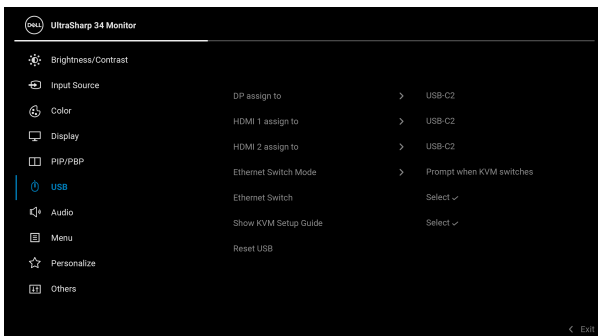 DELL UltraSharp 34 Monitor
Brightness/Contrast
Input Source
Color
Display
PIP/PBP
USB
Audio
Menu
Personalize
Others
DP assign to > USB-C2
HDMI 1 assign to > USB-C2
HDMI 2 assign to > USB-C2
Ethernet Switch Mode > Prompt when KVM switches
Ethernet Switch Select ✓
Show KVM Setup Guide Select ✓
Reset USB
< Exit